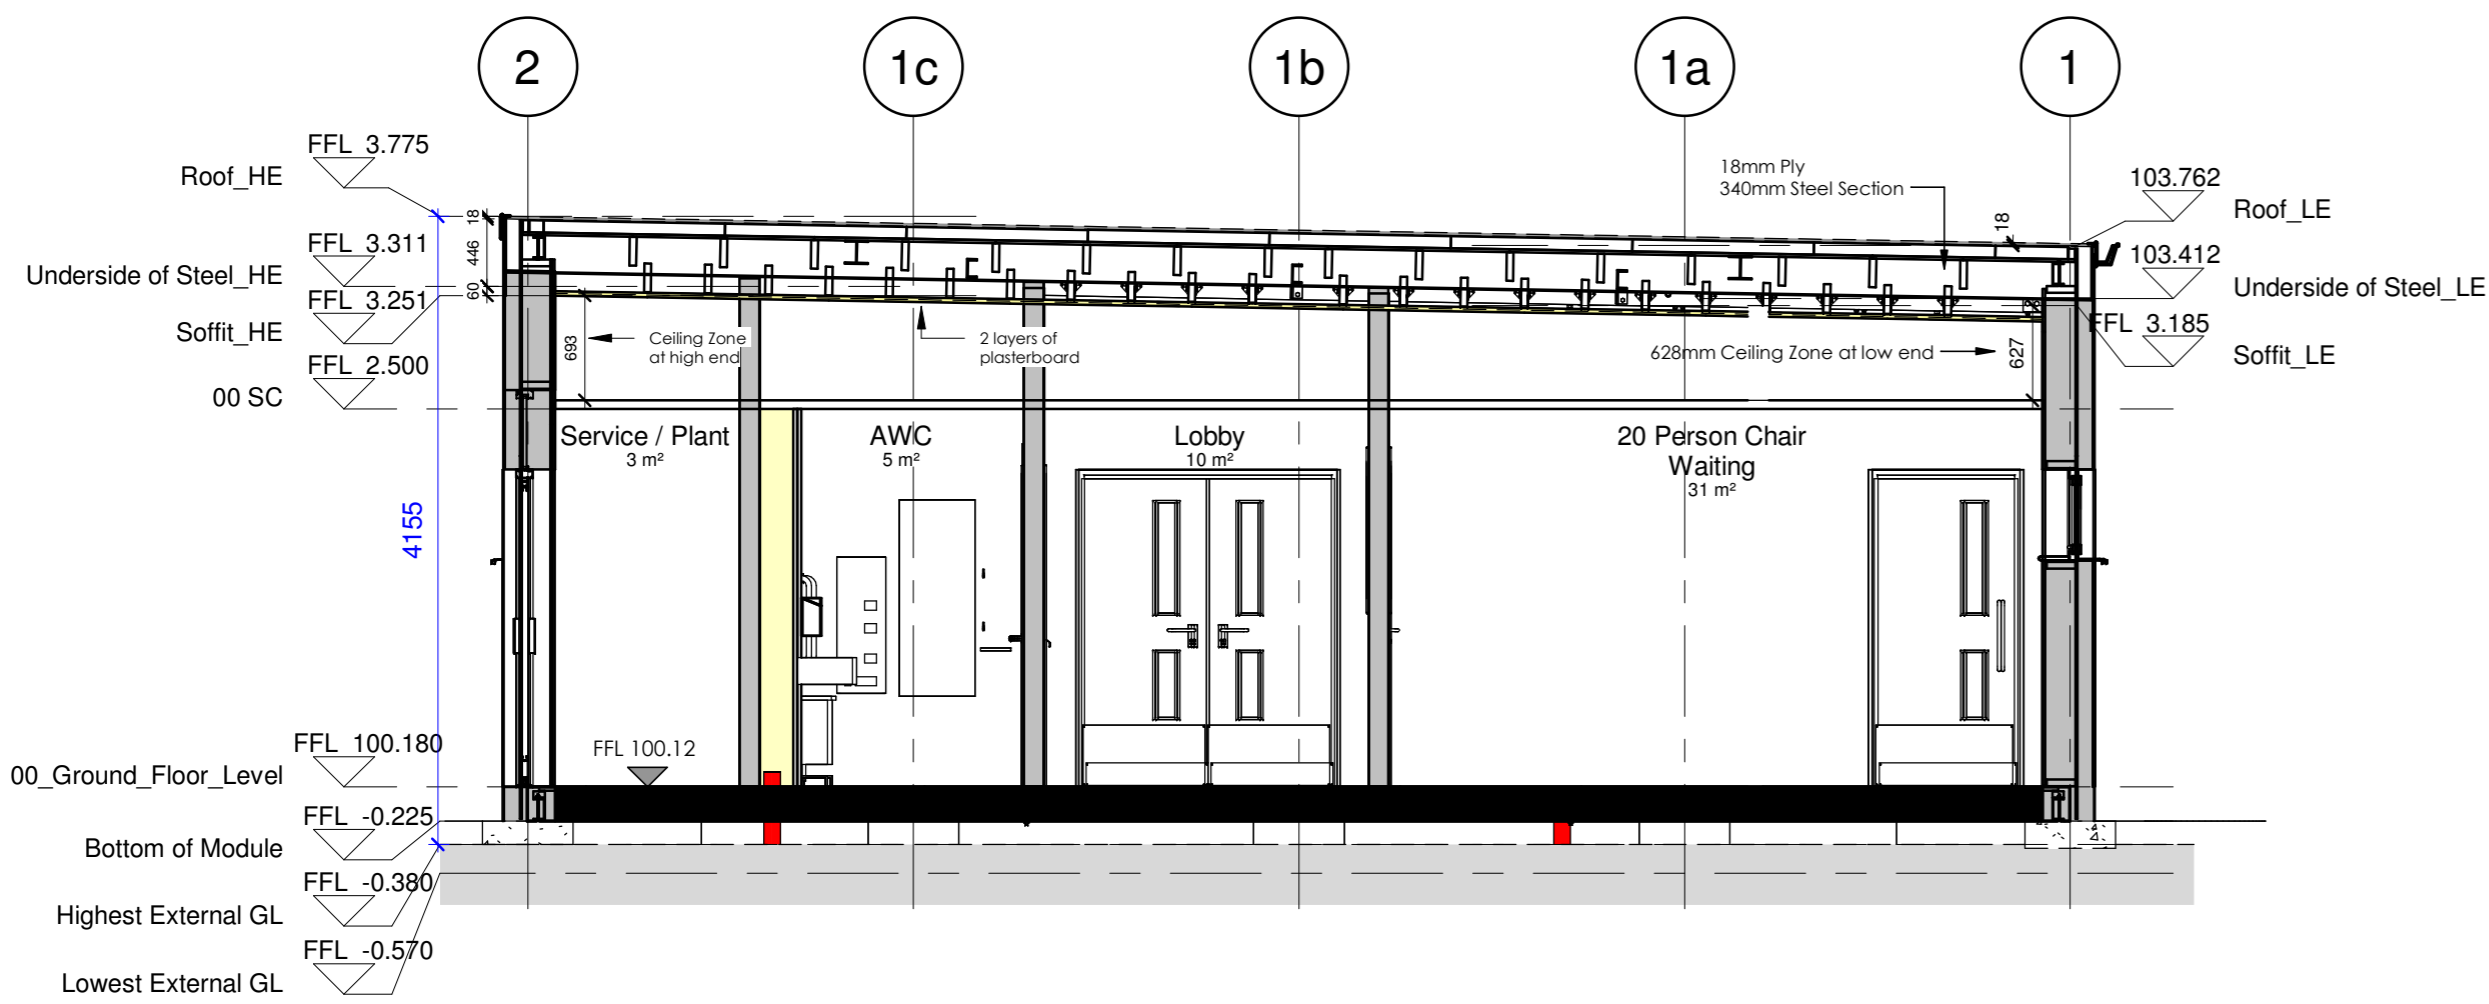 2
1c
1b
1a
1
FFL 3.775
Roof_HE
FFL 3.311
Underside of Steel_HE
FFL 3.251
Soffit_HE
FFL 2.500
00 SC
18
446
60
693
Ceiling Zone
at high end
2 layers of
plasterboard
18mm Ply
340mm Steel Section
18
628mm Ceiling Zone at low end
627
103.762
Roof_LE
103.412
Underside of Steel_LE
FFL 3.185
Soffit_LE
4155
Service / Plant
3 m²
AWC
5 m²
Lobby
10 m²
20 Person Chair
Waiting
31 m²
FFL 100.12
FFL 100.180
00_Ground_Floor_Level
FFL -0.225
Bottom of Module
FFL -0.380
Highest External GL
FFL -0.570
Lowest External GL